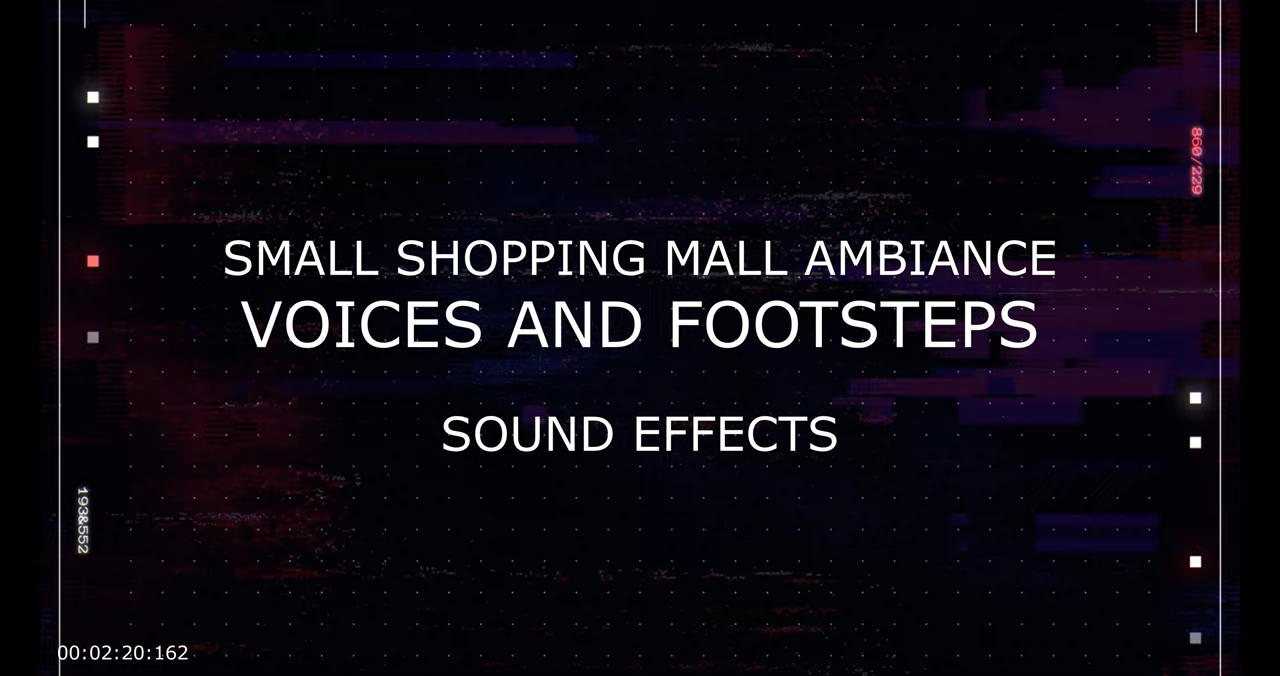 860/229
SMALL SHOPPING MALL AMBIANCE
VOICES AND FOOTSTEPS
SOUND EFFECTS
193&552
00:02:20:162